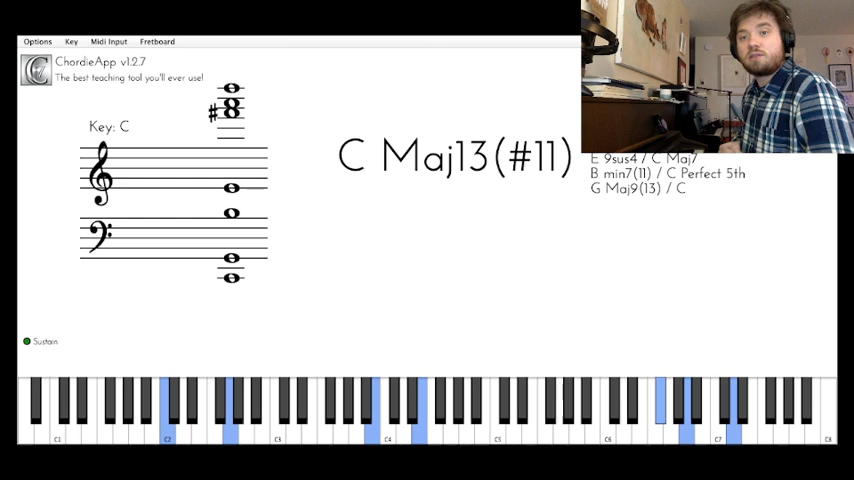 Options Key Midi Input Fretboard
ChordieApp v1.2.7
The best teaching tool you'll ever use!
Key: C
C Maj13(#11)
E 9sus4 / C Maj7
B min7(11) / C Perfect 5th
G Maj9(13) / C
Sustain
C1 C2 C3 C4 C5 C6 C7 C8